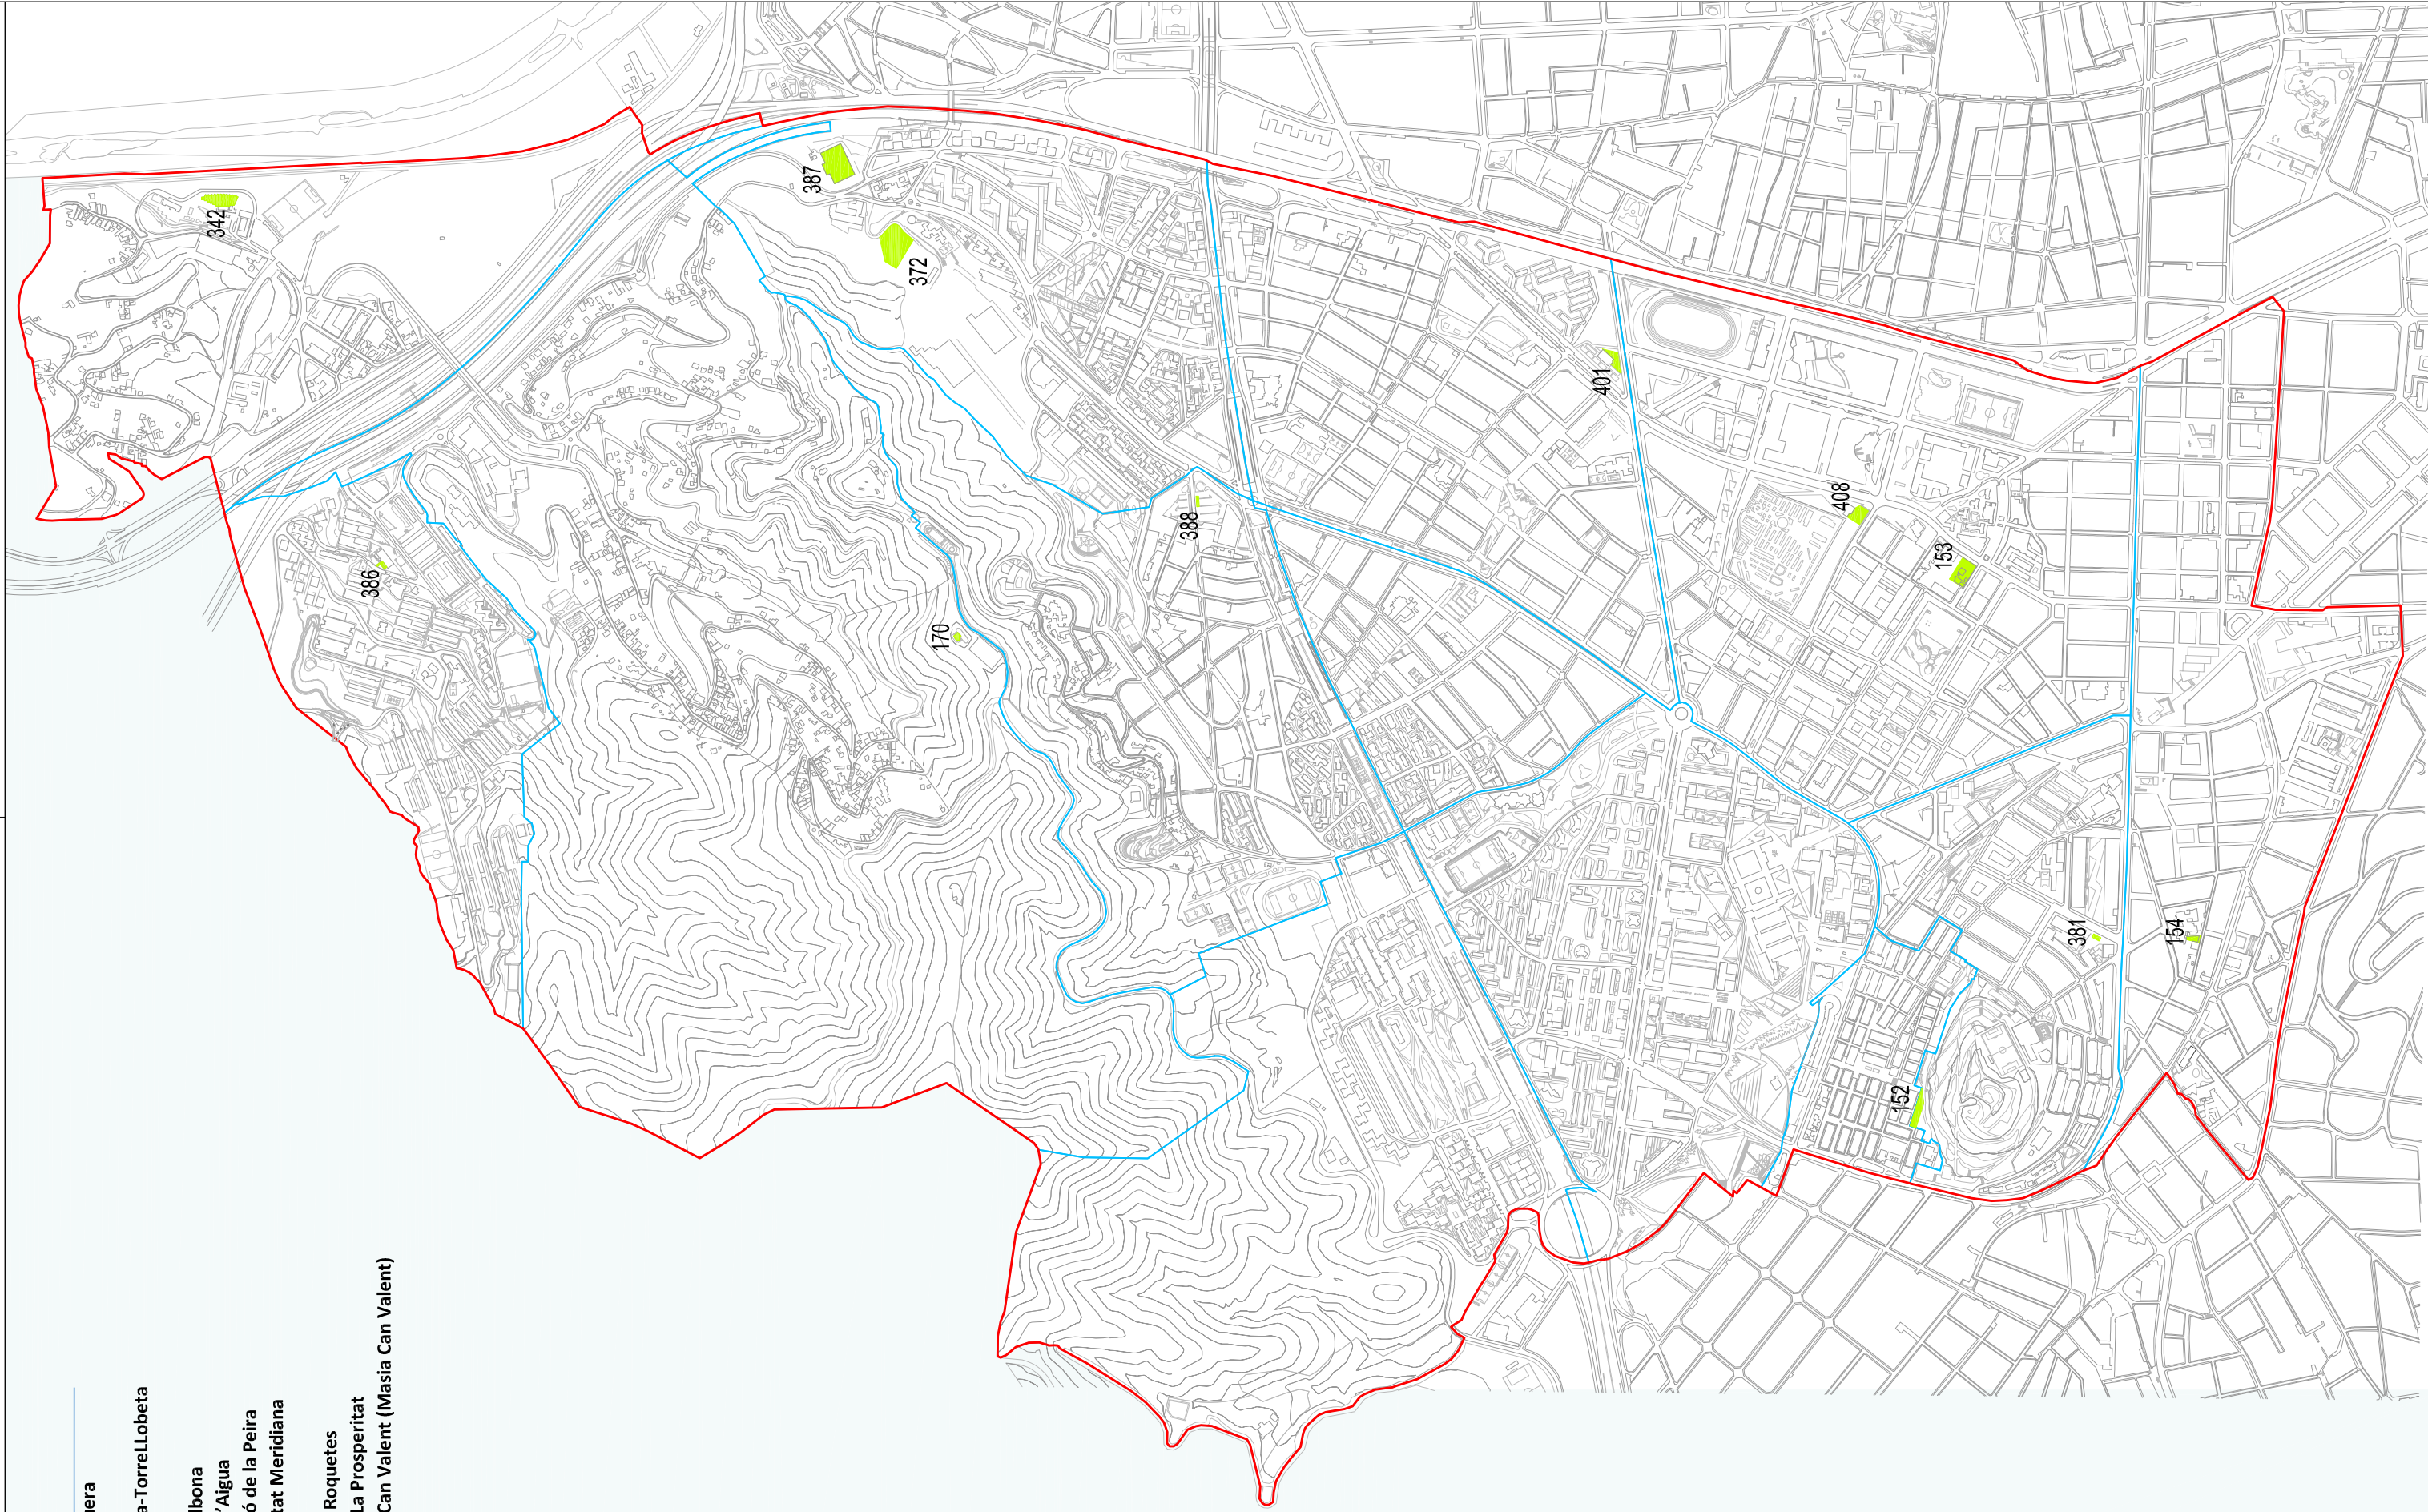 era
a-TorreLLobeta
lbona
'Aigua
ó de la Peira
tat Meridiana
Roquetes
La Prosperitat
Can Valent (Masia Can Valent)
342
387
372
386
170
388
401
408
153
381
154
152